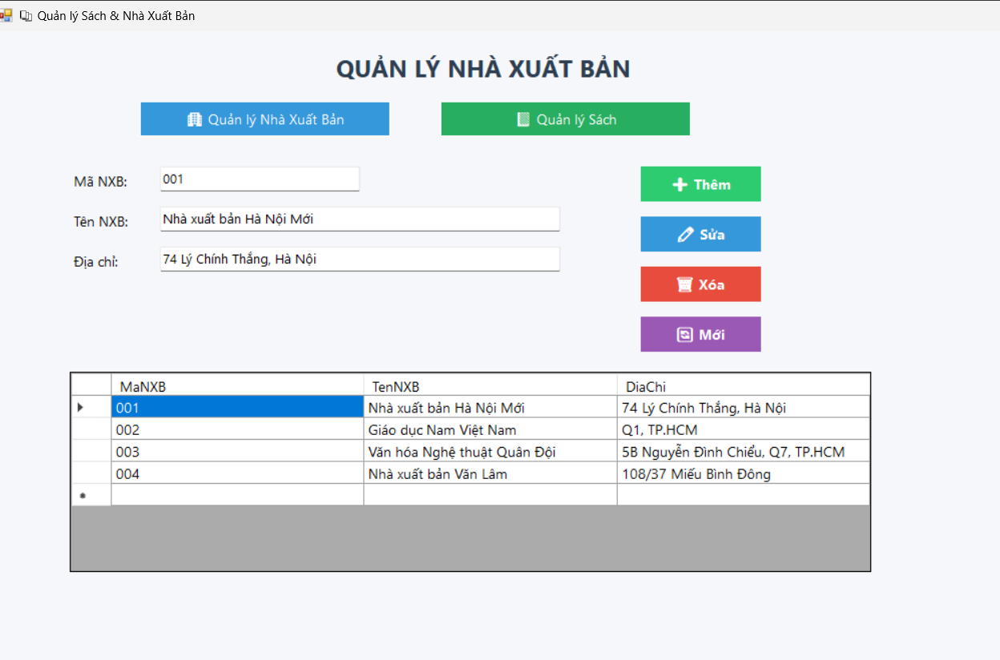 Quản lý Sách & Nhà Xuất Bản
QUẢN LÝ NHÀ XUẤT BẢN
Quản lý Nhà Xuất Bản
Quản lý Sách
Mã NXB:
001
Thêm
Tên NXB:
Nhà xuất bản Hà Nội Mới
Sửa
Địa chỉ:
74 Lý Chính Thắng, Hà Nội
Xóa
Mới
MaNXB TenNXB DiaChi
001 Nhà xuất bản Hà Nội Mới 74 Lý Chính Thắng, Hà Nội
002 Giáo dục Nam Việt Nam Q1, TP.HCM
003 Văn hóa Nghệ thuật Quân Đội 5B Nguyễn Đình Chiểu, Q7, TP.HCM
004 Nhà xuất bản Văn Lâm 108/37 Miếu Bình Đông